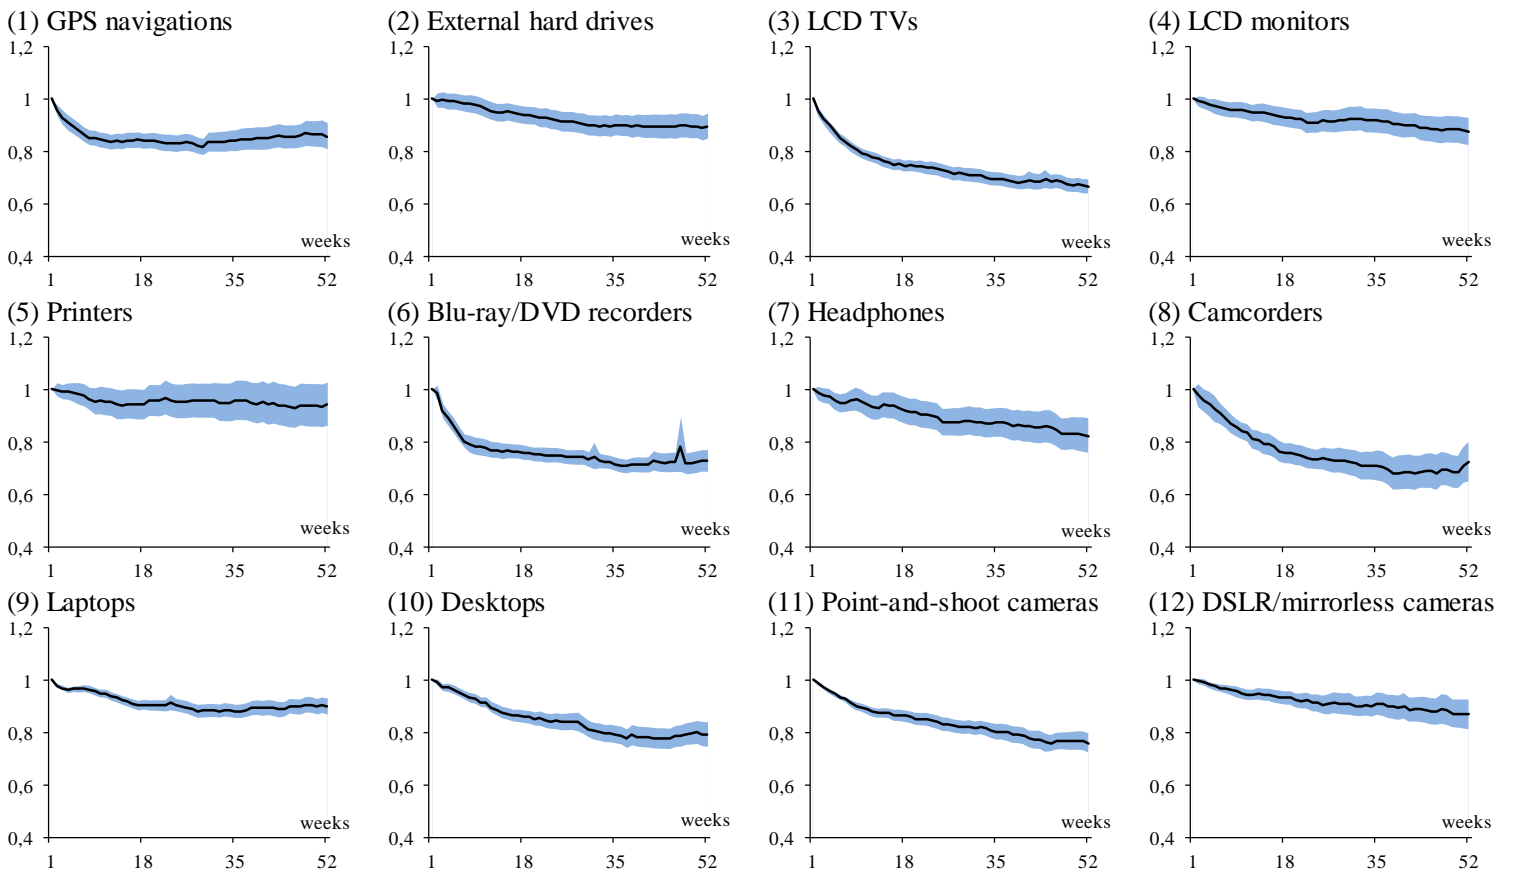 (1) GPS navigations
1,2
1
0,8
0,6
0,4
weeks
1 18 35 52
(2) External hard drives
1,2
1
0,8
0,6
0,4
weeks
1 18 35 52
(3) LCD TVs
1,2
1
0,8
0,6
0,4
weeks
1 18 35 52
(4) LCD monitors
1,2
1
0,8
0,6
0,4
weeks
1 18 35 52
(5) Printers
1,2
1
0,8
0,6
0,4
weeks
1 18 35 52
(6) Blu-ray/DVD recorders
1,2
1
0,8
0,6
0,4
weeks
1 18 35 52
(7) Headphones
1,2
1
0,8
0,6
0,4
weeks
1 18 35 52
(8) Camcorders
1,2
1
0,8
0,6
0,4
weeks
1 18 35 52
(9) Laptops
1,2
1
0,8
0,6
0,4
weeks
1 18 35 52
(10) Desktops
1,2
1
0,8
0,6
0,4
weeks
1 18 35 52
(11) Point-and-shoot cameras
1,2
1
0,8
0,6
0,4
weeks
1 18 35 52
(12) DSLR/mirrorless cameras
1,2
1
0,8
0,6
0,4
weeks
1 18 35 52